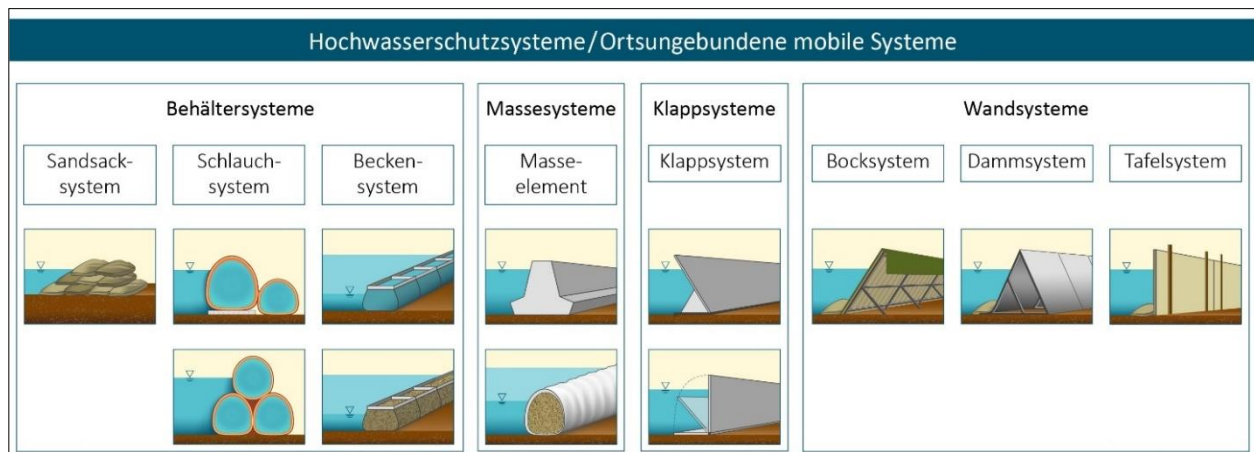 Hochwasserschutzsysteme/Ortsungebundene mobile Systeme
Behältersysteme
Sandsack-
system
Schlauch-
system
Becken-
system
Massesysteme
Masse-
element
Klappsysteme
Klappsystem
Wandsysteme
Bocksystem
Dammsystem
Tafelsystem